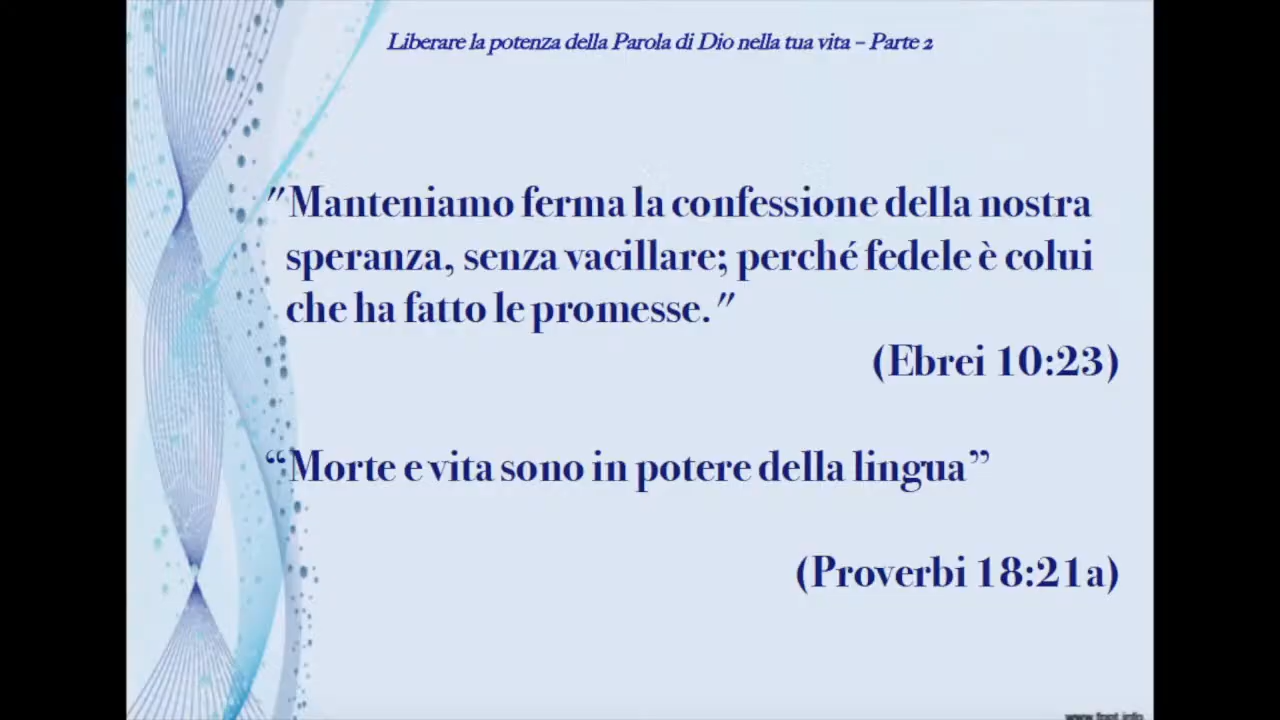 Liberare la potenza della Parola di Dio nella tua vita – Parte 2
"Manteniamo ferma la confessione della nostra
speranza, senza vacillare; perché fedele è colui
che ha fatto le promesse."
(Ebrei 10:23)
“Morte e vita sono in potere della lingua”
(Proverbi 18:21a)